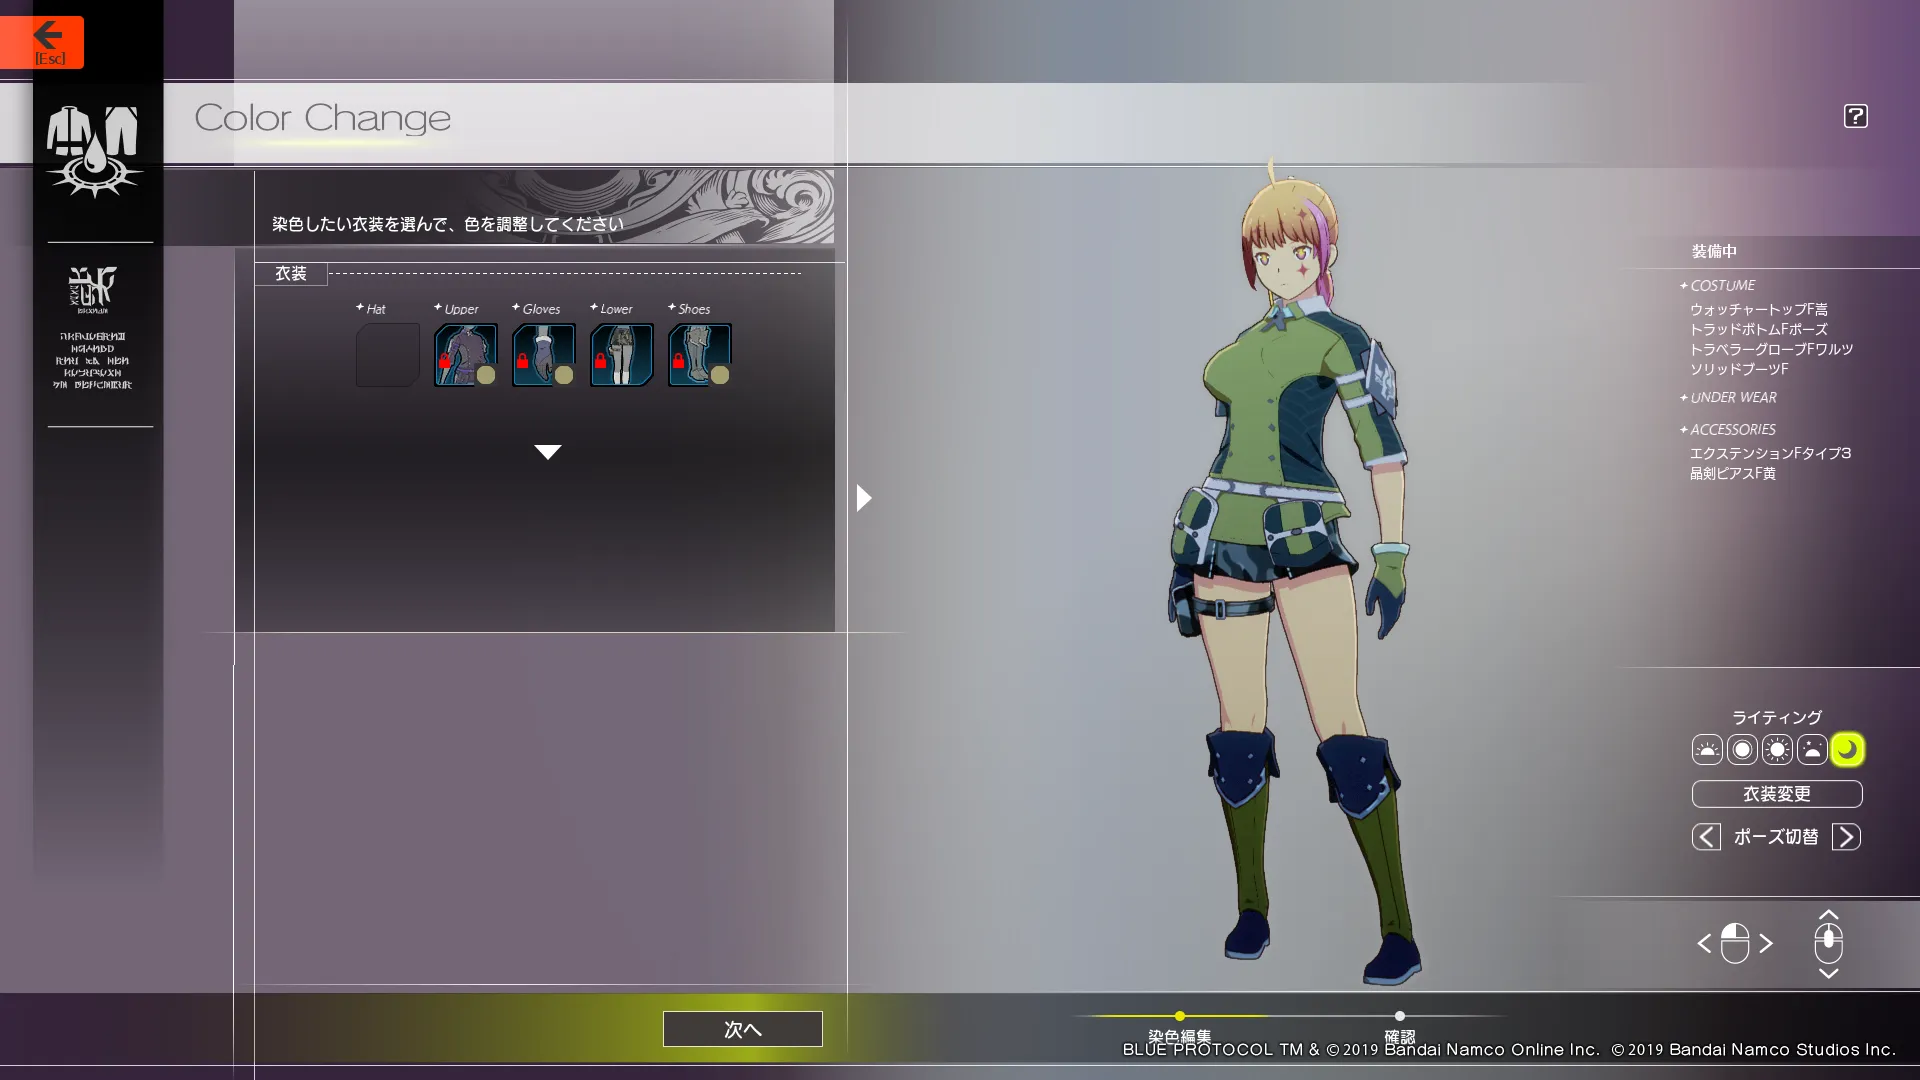 [Esc]
Color Change
?
染色したい衣装を選んで、色を調整してください
衣装
Hat
Upper
Gloves
Lower
Shoes
装備中
COSTUME
ウォッチャートップF嵩
トラッドボトムFポーズ
トラベラーグローブFワルツ
ソリッドブーツF
UNDER WEAR
ACCESSORIES
エクステンションFタイプ3
晶剣ピアスF黄
ライティング
衣装変更
ポーズ切替
次へ
染色編集
確認
BLUE PROTOCOL TM & ©2019 Bandai Namco Online Inc. ©2019 Bandai Namco Studios Inc.